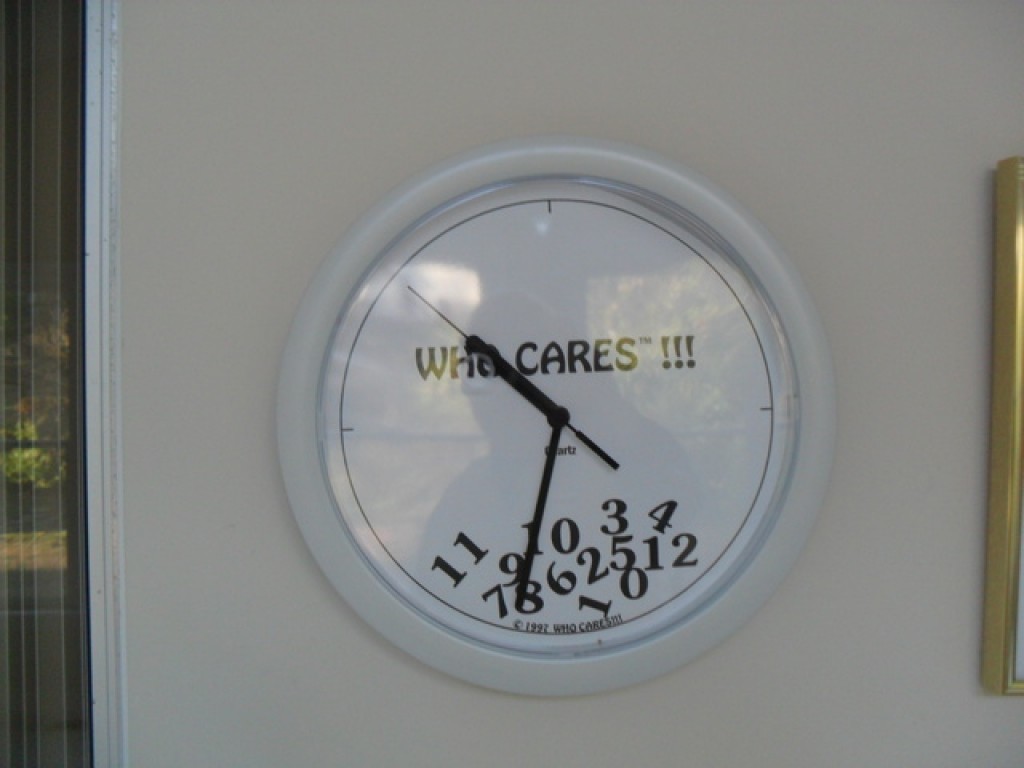 WHO CARES™ !!!
Quartz
3 4
11 10
9 2 5 12
7 8 6 1 0
© 1997 WHO CARES!!!